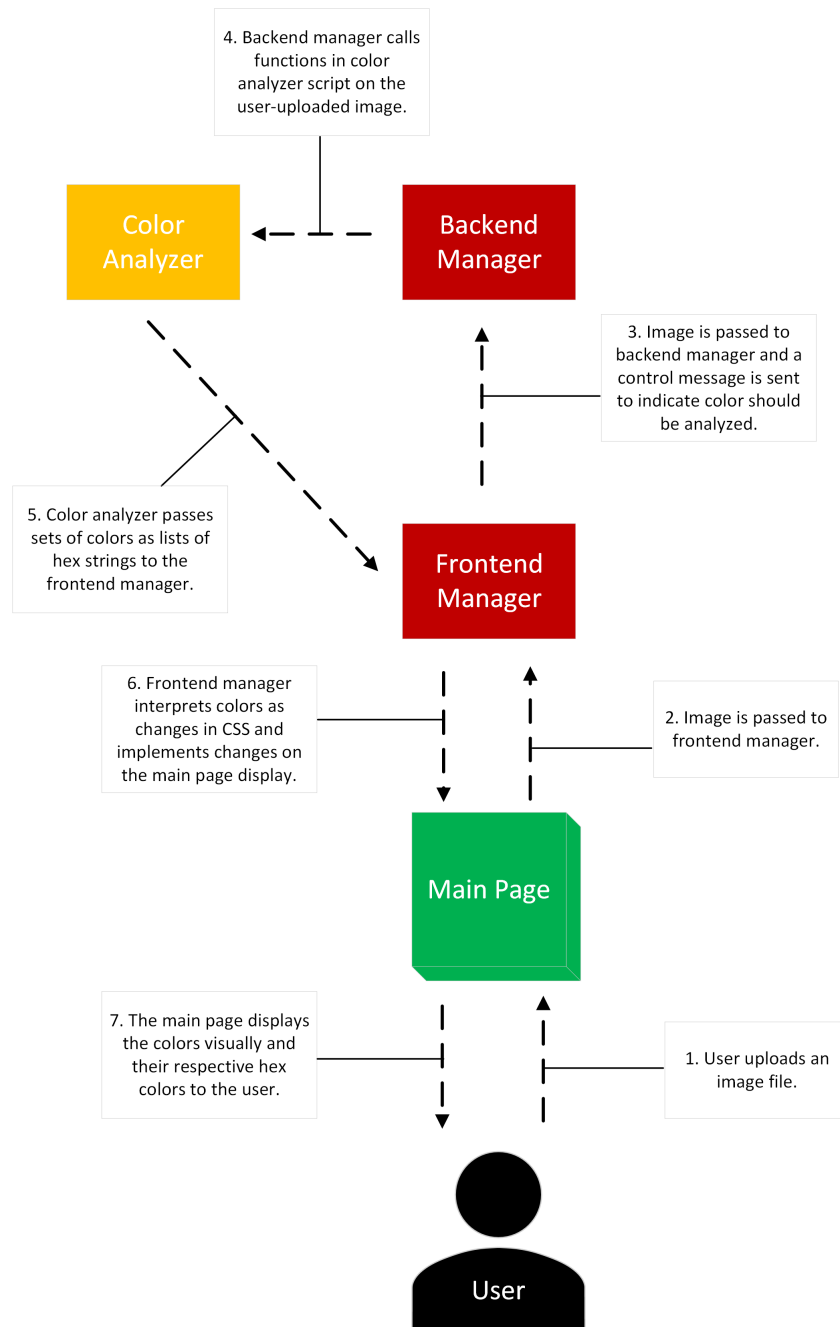 4. Backend manager calls
functions in color
analyzer script on the
user-uploaded image.
Color
Analyzer
Backend
Manager
3. Image is passed to
backend manager and a
control message is sent
to indicate color should
be analyzed.
5. Color analyzer passes
sets of colors as lists of
hex strings to the
frontend manager.
Frontend
Manager
6. Frontend manager
interprets colors as
changes in CSS and
implements changes on
the main page display.
2. Image is passed to
frontend manager.
Main Page
7. The main page displays
the colors visually and
their respective hex
colors to the user.
1. User uploads an
image file.
User